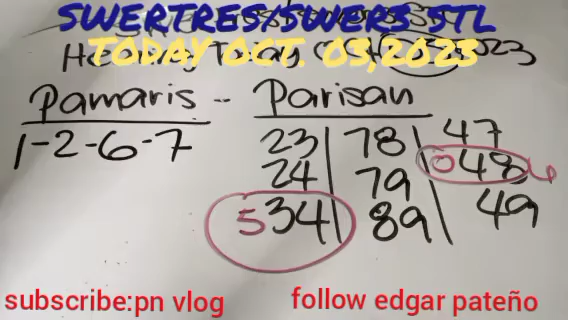 SWERTRES/SWER3 STL
TODAY OCT. 03,2023
Pamaris - Parisan
1-2-6-7
23 78 47
24 79 0486
534 89 49
subscribe:pn vlog
follow edgar pateño